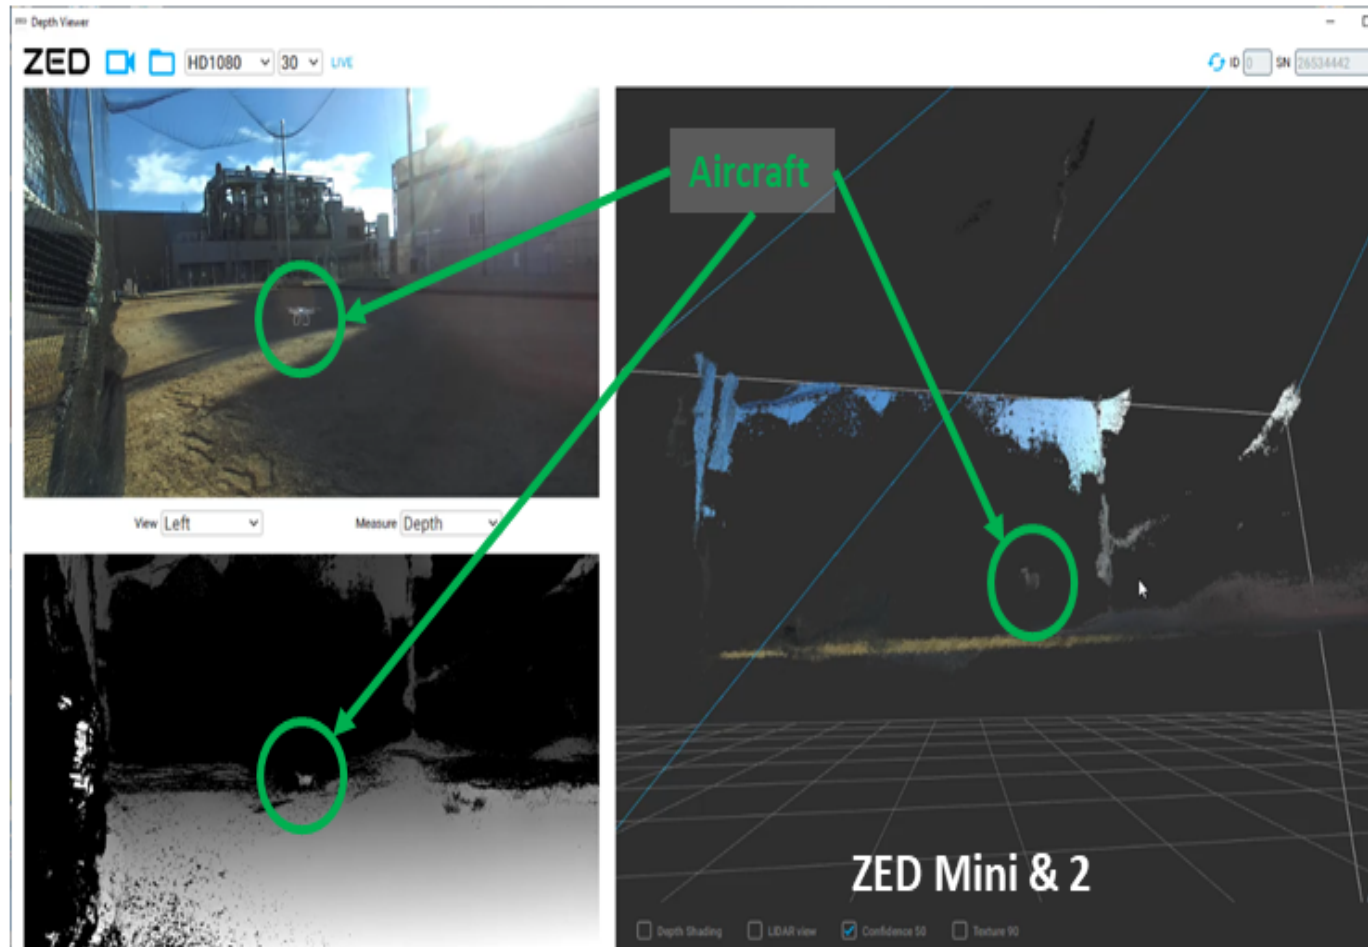 ZED Depth Viewer
ZED HD1080 30 LIVE ID 0 SN 26534442
Aircraft
View Left Measure Depth
ZED Mini & 2
Depth Shading LIDAR view Confidence 50 Texture 90